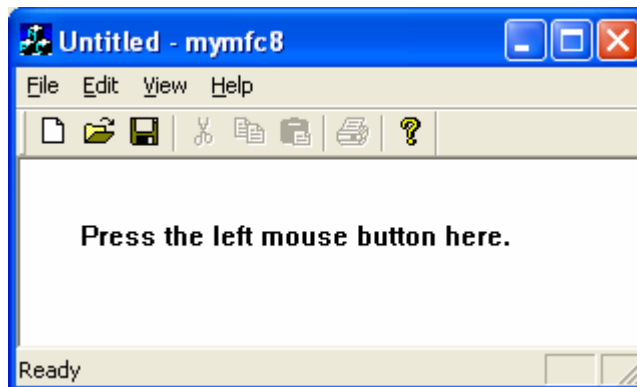 Untitled - mymfc8
File Edit View Help
Press the left mouse button here.
Ready